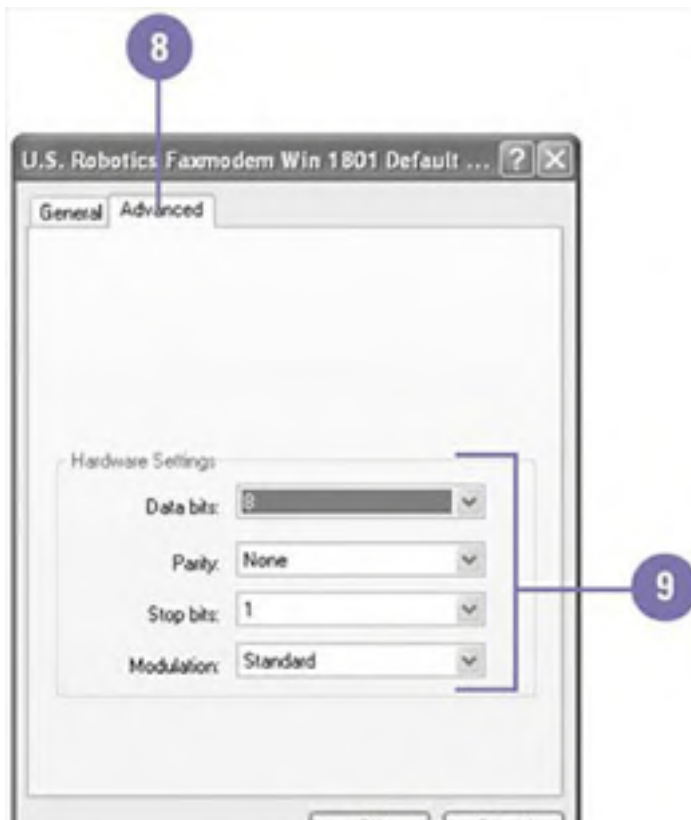 8
U.S. Robotics Faxmodem Win 1801 Default ...
General Advanced
Hardware Settings
Data bits: 8
Parity: None
Stop bits: 1
9
Modulation: Standard